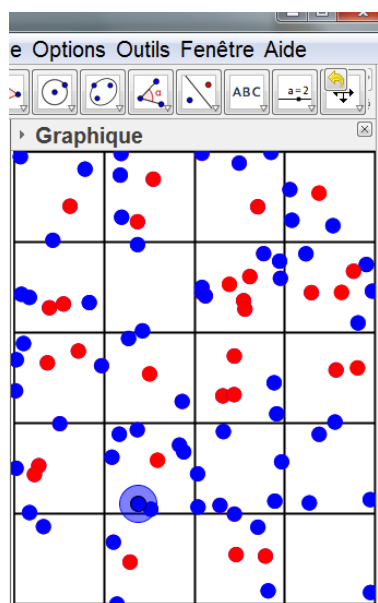 e Options Outils Fenêtre Aide
α
ABC
a=2
Graphique